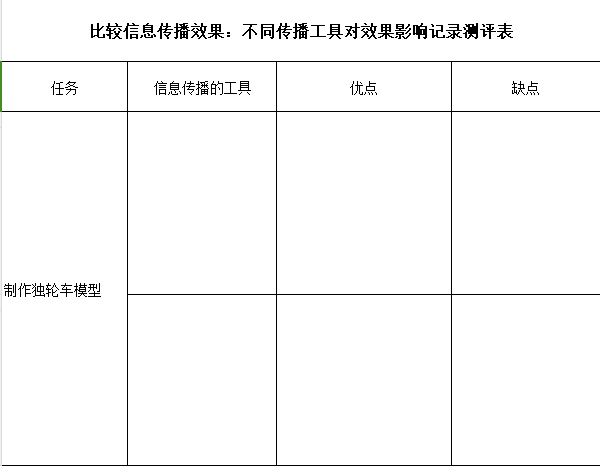 比较信息传播效果：不同传播工具对效果影响记录测评表
任务 信息传播的工具 优点 缺点
制作独轮车模型